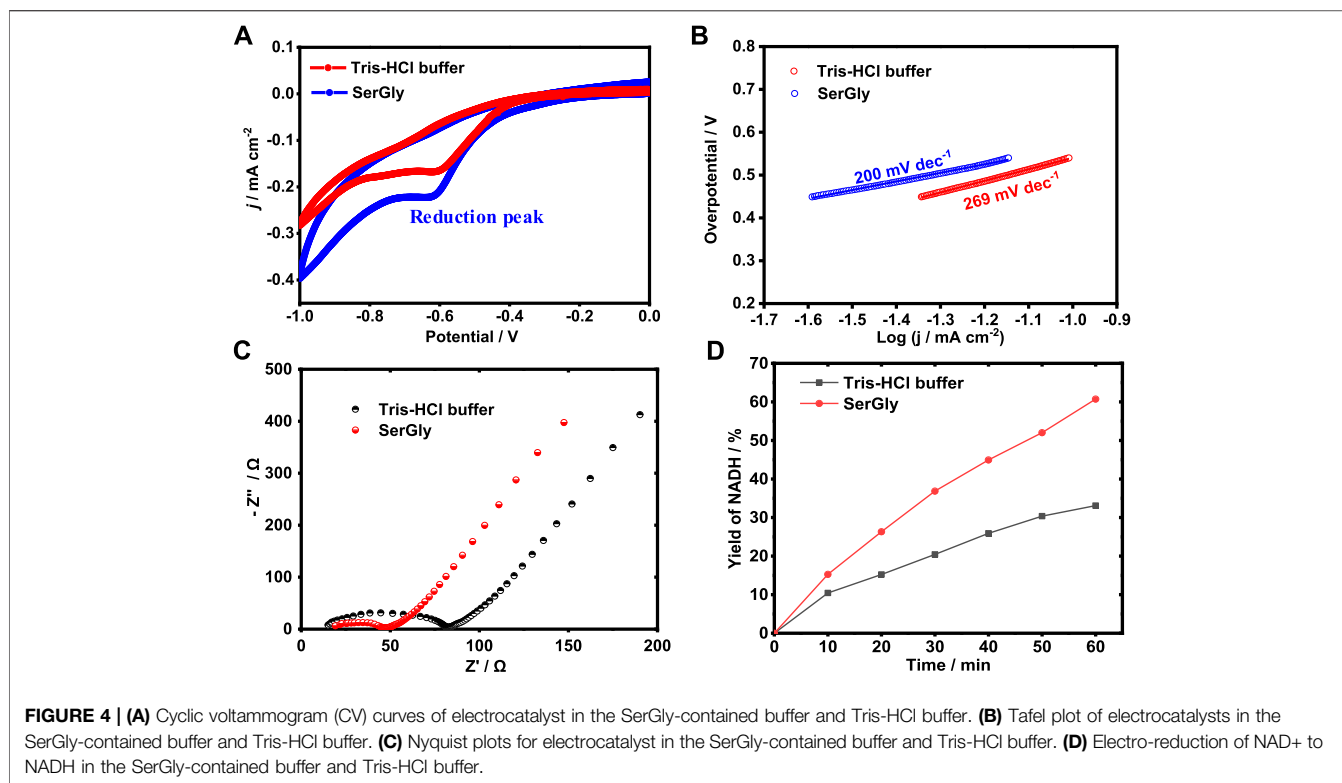 A
0.1
0.0
-0.1
-0.2
-0.3
-0.4
j / mA cm-2
Tris-HCl buffer
SerGly
Reduction peak
-1.0 -0.8 -0.6 -0.4 -0.2 0.0
Potential / V
B
0.8
0.7
0.6
0.5
0.4
0.3
0.2
Overpotential / V
Tris-HCl buffer
SerGly
200 mV dec-1
269 mV dec-1
-1.7 -1.6 -1.5 -1.4 -1.3 -1.2 -1.1 -1.0 -0.9
Log (j / mA cm-2)
C
500
400
300
200
100
0
- Z'' / Ω
Tris-HCl buffer
SerGly
0 50 100 150 200
Z' / Ω
D
70
60
50
40
30
20
10
0
Yield of NADH / %
Tris-HCl buffer
SerGly
0 10 20 30 40 50 60
Time / min
FIGURE 4 | (A) Cyclic voltammogram (CV) curves of electrocatalyst in the SerGly-contained buffer and Tris-HCl buffer. (B) Tafel plot of electrocatalysts in the
SerGly-contained buffer and Tris-HCl buffer. (C) Nyquist plots for electrocatalyst in the SerGly-contained buffer and Tris-HCl buffer. (D) Electro-reduction of NAD+ to
NADH in the SerGly-contained buffer and Tris-HCl buffer.